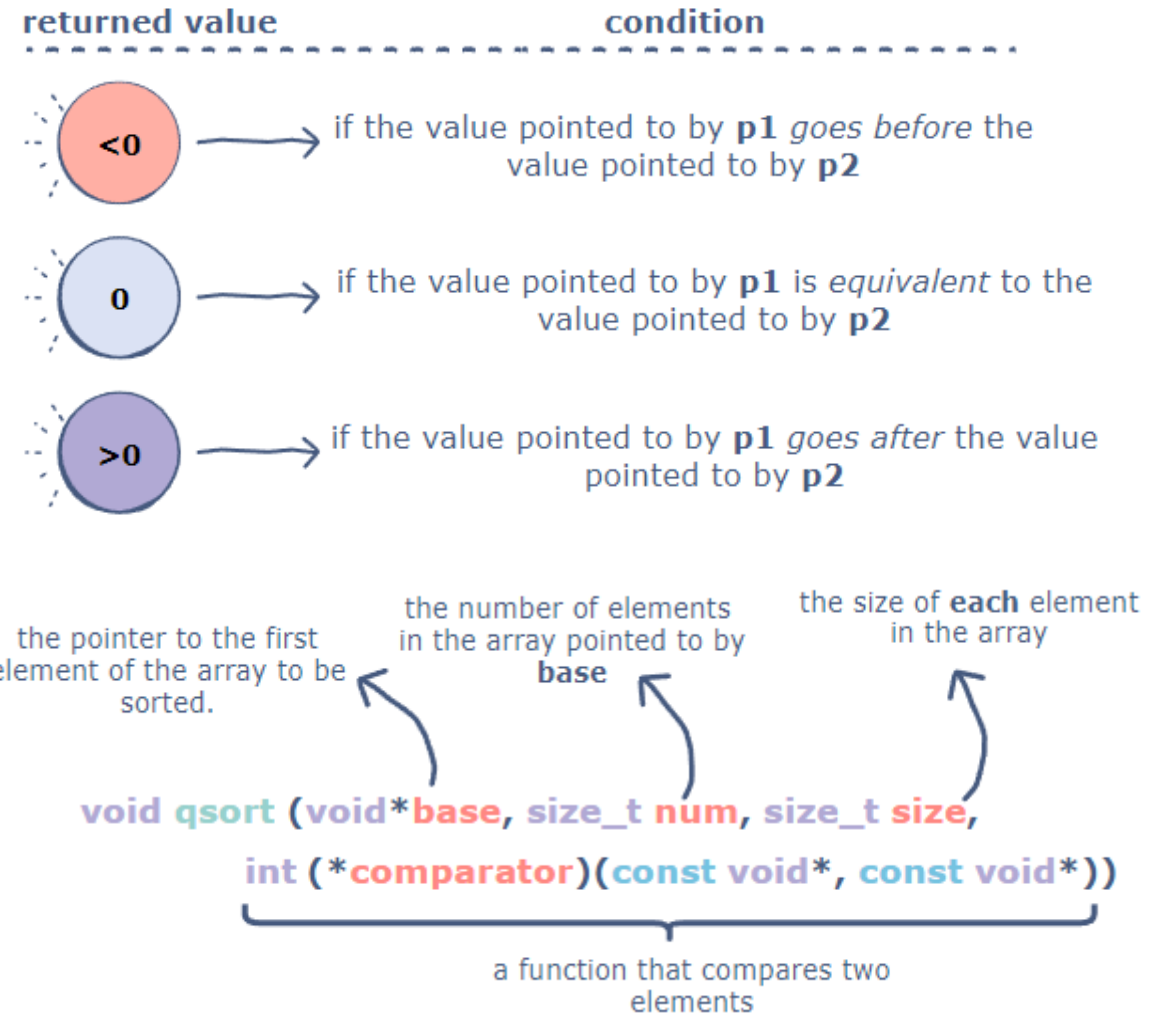 returned value condition
<0
if the value pointed to by p1 goes before the
value pointed to by p2
0
if the value pointed to by p1 is equivalent to the
value pointed to by p2
>0
if the value pointed to by p1 goes after the value
pointed to by p2
the pointer to the first
element of the array to be
sorted.
the number of elements
in the array pointed to by
base
the size of each element
in the array
void qsort (void*base, size_t num, size_t size,
int (*comparator)(const void*, const void*))
a function that compares two
elements